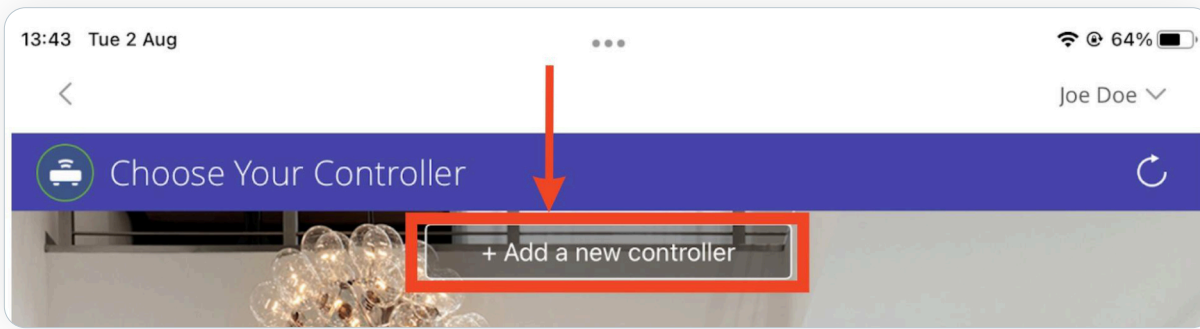 13:43 Tue 2 Aug
64%
Joe Doe
Choose Your Controller
+ Add a new controller